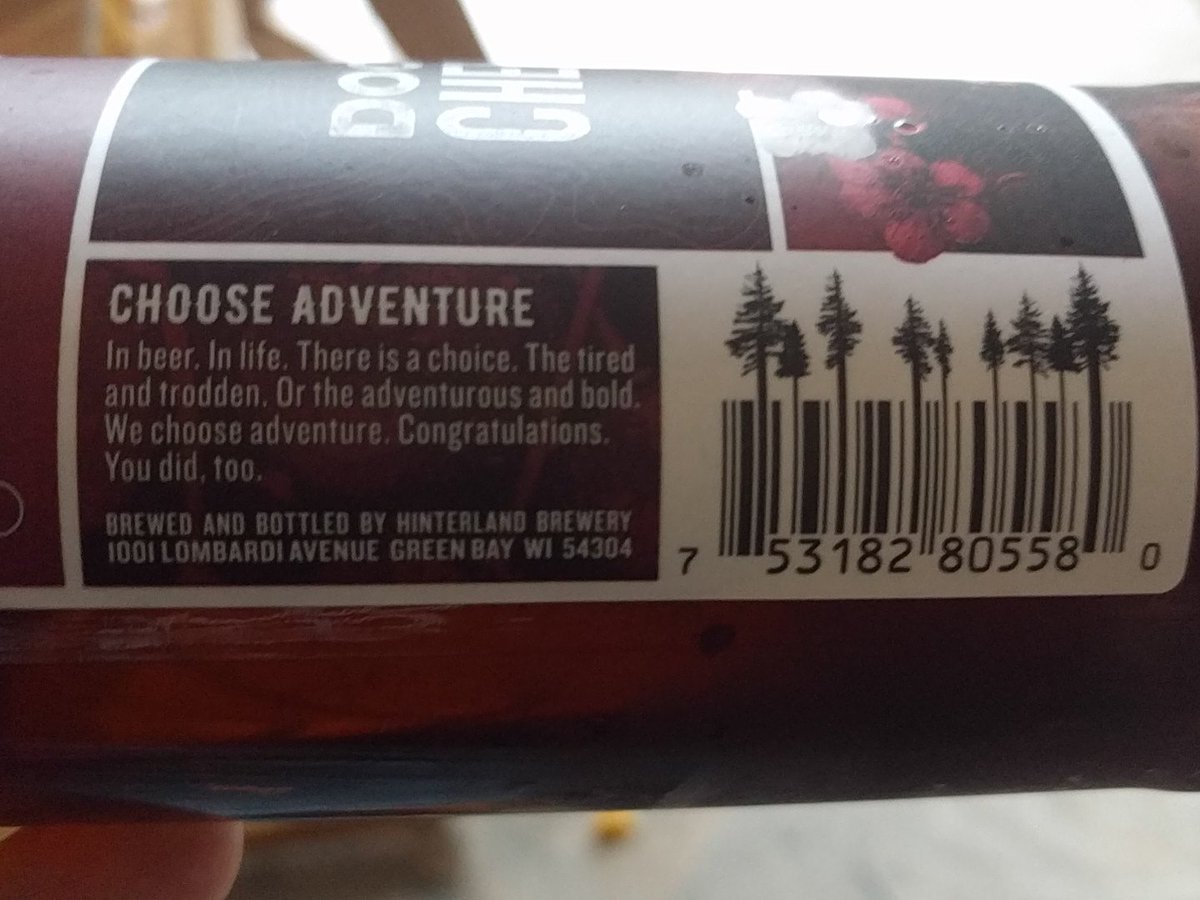 CHOOSE ADVENTURE
In beer. In life. There is a choice. The tired
and trodden. Or the adventurous and bold.
We choose adventure. Congratulations.
You did, too.
BREWED AND BOTTLED BY HINTERLAND BREWERY
1001 LOMBARDI AVENUE GREEN BAY WI 54304
7 53182 80558 0